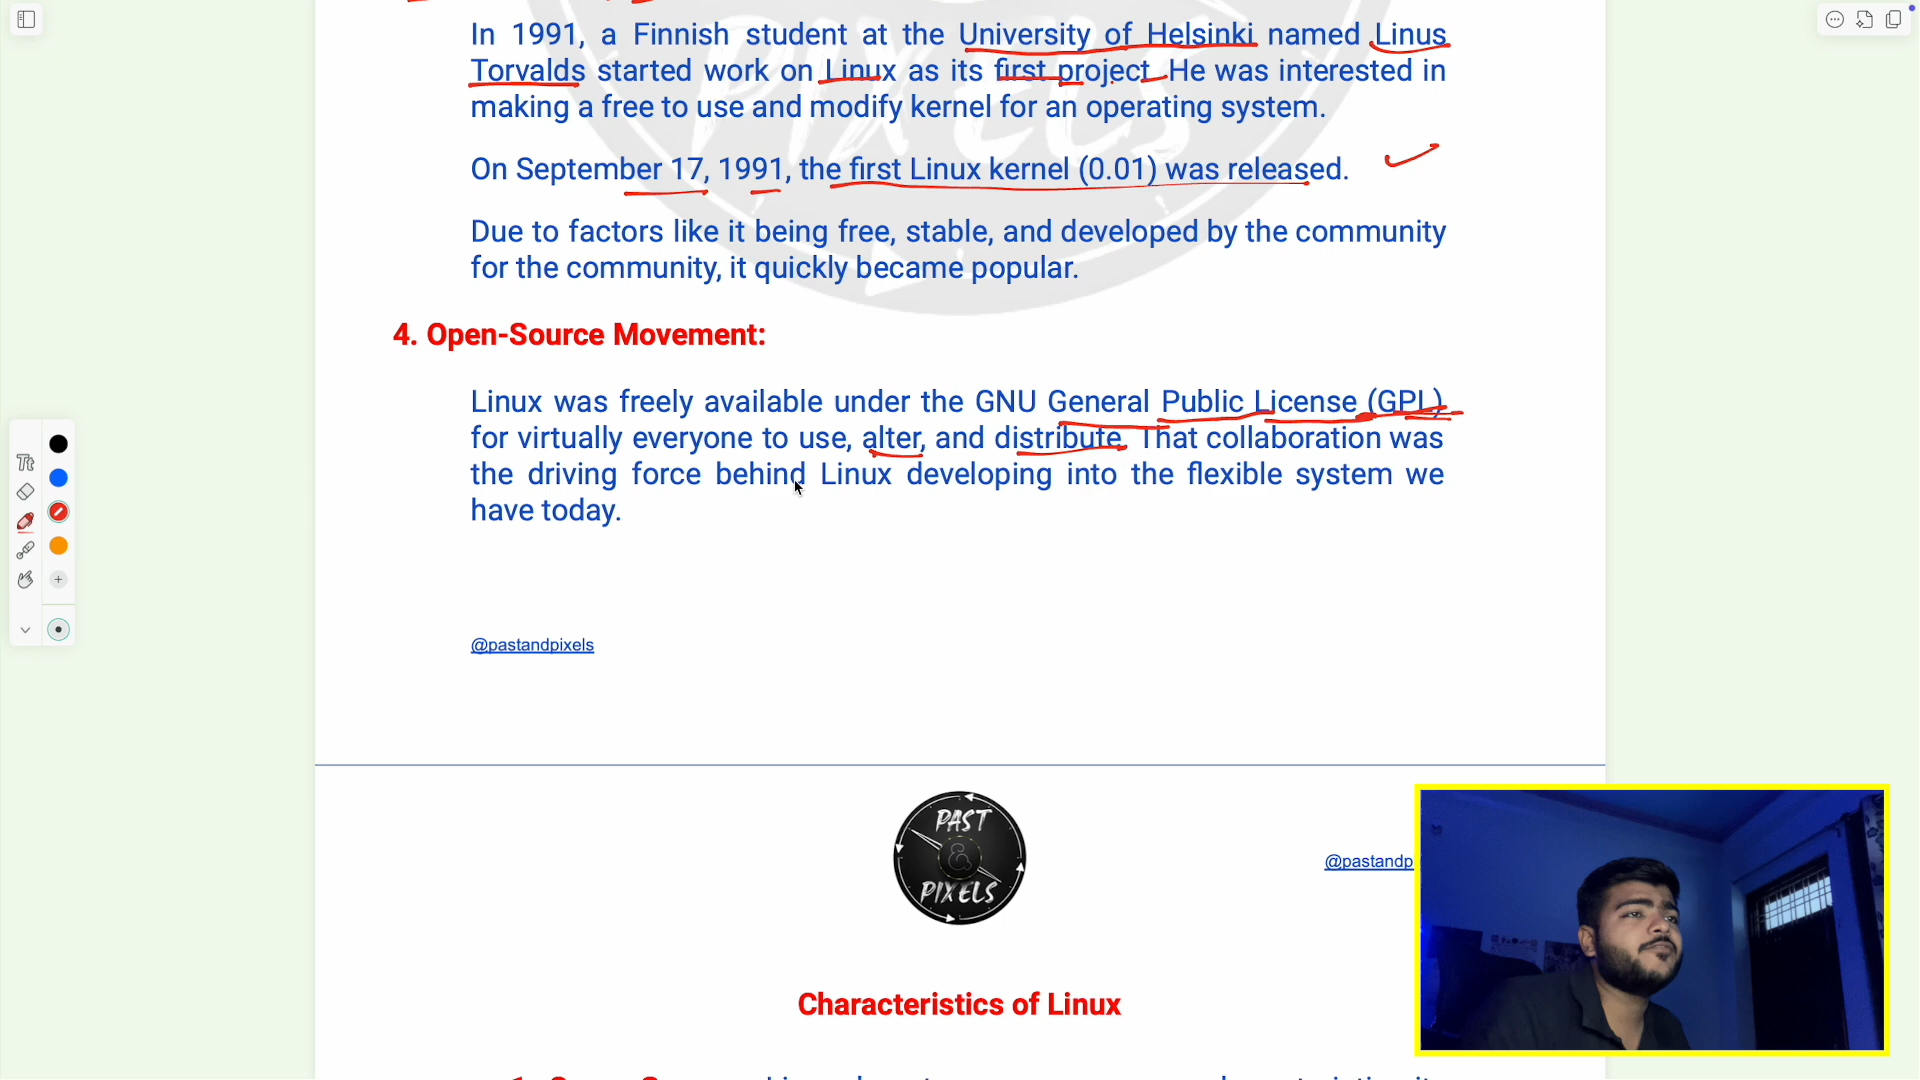 In 1991, a Finnish student at the University of Helsinki named Linus
Torvalds started work on Linux as its first project. He was interested in
making a free to use and modify kernel for an operating system.
On September 17, 1991, the first Linux kernel (0.01) was released.
Due to factors like it being free, stable, and developed by the community
for the community, it quickly became popular.
4. Open-Source Movement:
Linux was freely available under the GNU General Public License (GPL)
for virtually everyone to use, alter, and distribute. That collaboration was
the driving force behind Linux developing into the flexible system we
have today.
@pastandpixels
PAST
&
PIXELS
@pastandp
Characteristics of Linux
Tt
PIXELS